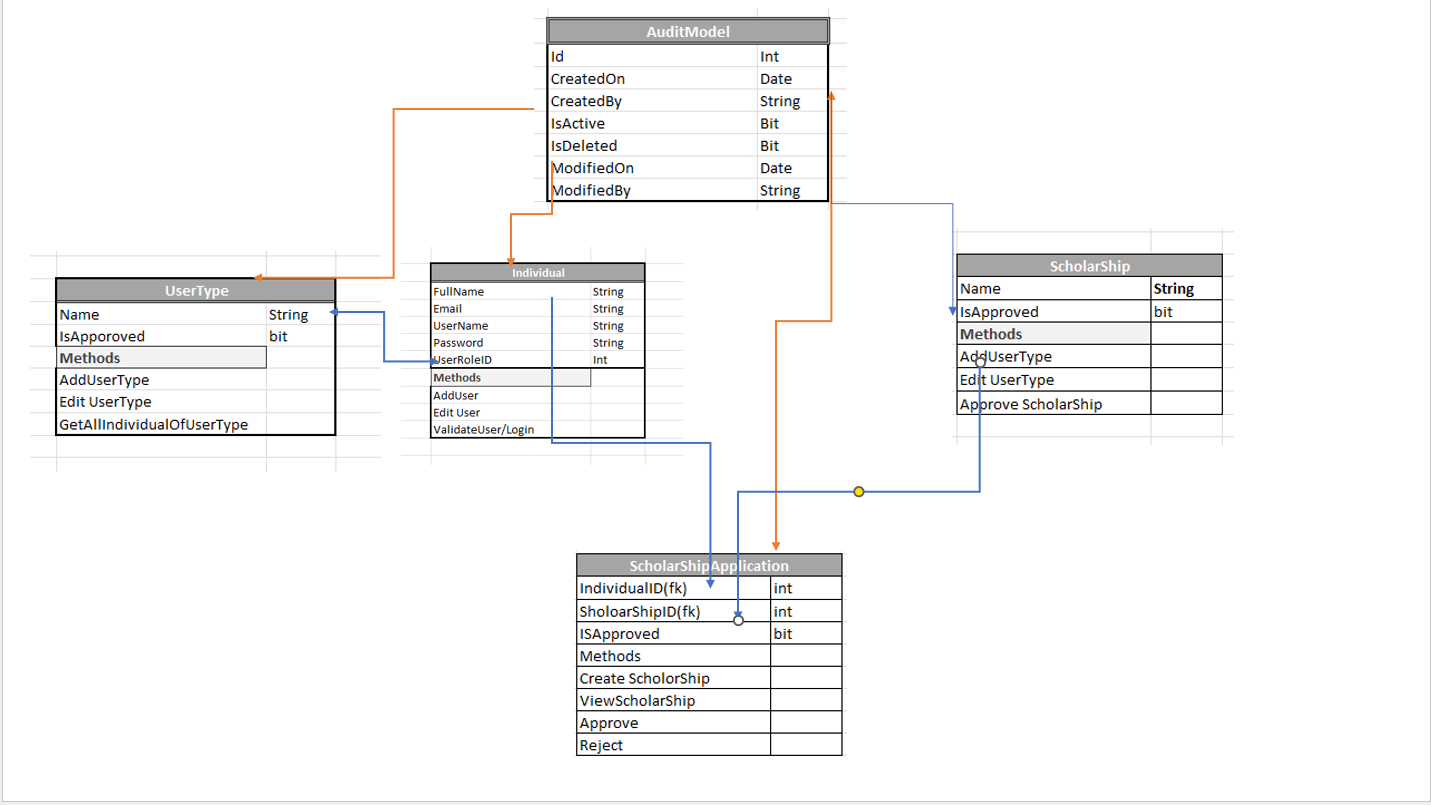 AuditModel
Id Int
CreatedOn Date
CreatedBy String
IsActive Bit
IsDeleted Bit
ModifiedOn Date
ModifiedBy String
UserType
Name String
IsApporoved bit
Methods
AddUserType
Edit UserType
GetAllIndividualOfUserType
Individual
FullName String
Email String
UserName String
Password String
UserRoleID Int
Methods
AddUser
Edit User
ValidateUser/Login
ScholarShip
Name String
IsApproved bit
Methods
AddUserType
Edit UserType
Approve ScholarShip
ScholarShipApplication
IndividualID(fk) int
SholoarShipID(fk) int
ISApproved bit
Methods
Create ScholorShip
ViewScholarShip
Approve
Reject